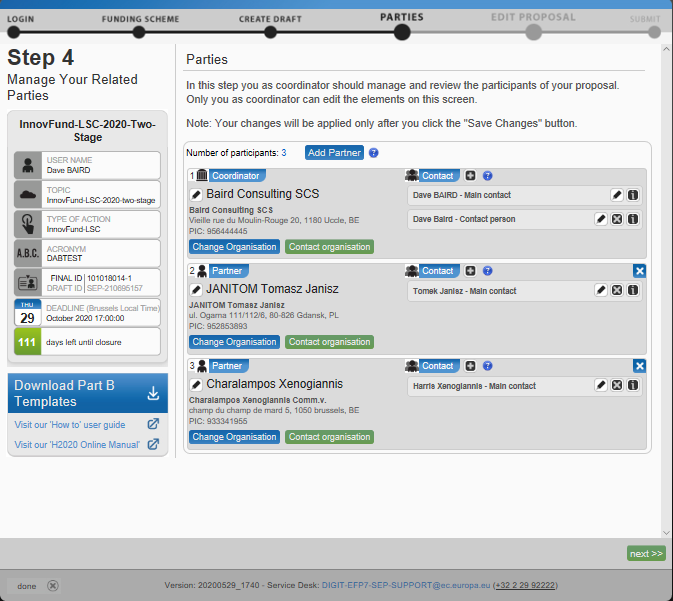 LOGIN
FUNDING SCHEME
CREATE DRAFT
PARTIES
EDIT PROPOSAL
SUBMIT
Step 4
Manage Your Related
Parties
InnovFund-LSC-2020-Two-
Stage
USER NAME
Dave BAIRD
TOPIC
InnovFund-LSC-2020-two-stage
TYPE OF ACTION
InnovFund-LSC
A.B.C.
ACRONYM
DABTEST
FINAL ID 101018014-1
DRAFT ID SEP-210695157
THU
29
DEADLINE (Brussels Local Time)
October 2020 17:00:00
111
days left until closure
Download Part B
Templates
Visit our 'How to' user guide
Visit our 'H2020 Online Manual'
Parties
In this step you as coordinator should manage and review the participants of your proposal.
Only you as coordinator can edit the elements on this screen.
Note: Your changes will be applied only after you click the "Save Changes" button.
Number of participants: 3
Add Partner
1 Coordinator
Contact
Baird Consulting SCS
Baird Consulting SCS
Vieille rue du Moulin-Rouge 20, 1180 Uccle, BE
PIC: 956444445
Change Organisation
Contact organisation
Dave BAIRD - Main contact
Dave Baird - Contact person
2 Partner
Contact
JANITOM Tomasz Janisz
JANITOM Tomasz Janisz
ul. Ogarna 111/112/6, 80-826 Gdansk, PL
PIC: 952853893
Change Organisation
Contact organisation
Tomek Janisz - Main contact
3 Partner
Contact
Charalampos Xenogiannis
Charalampos Xenogiannis Comm.v.
champ du champ de mard 5, 1050 brussels, BE
PIC: 933341955
Change Organisation
Contact organisation
Harris Xenogiannis - Main contact
next >>
done
Version: 20200529_1740 - Service Desk: DIGIT-EFP7-SEP-SUPPORT@ec.europa.eu (+32 2 29 92222)